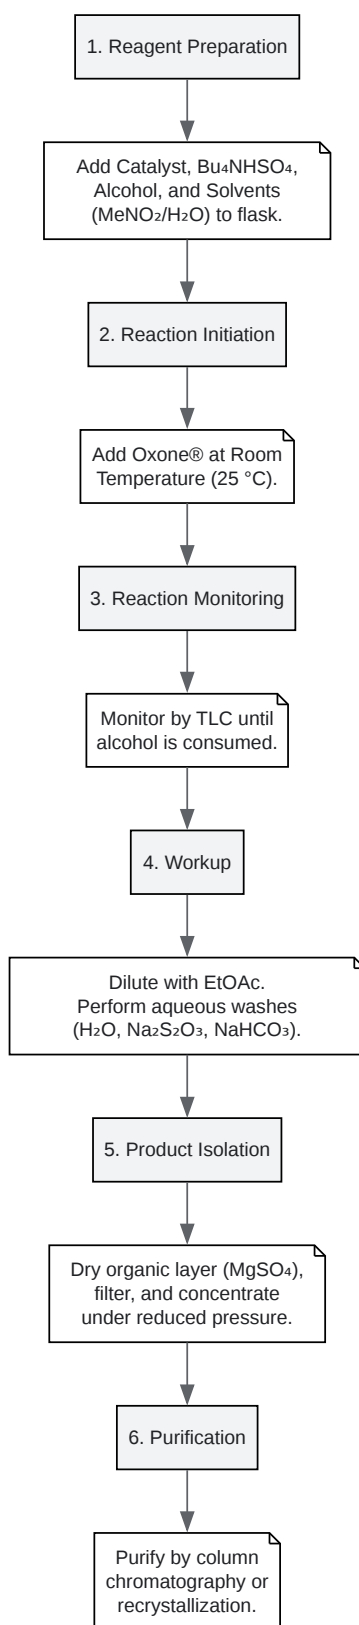 1. Reagent Preparation
Add Catalyst, Bu₄NHSO₄,
Alcohol, and Solvents
(MeNO₂/H₂O) to flask.
2. Reaction Initiation
Add Oxone® at Room
Temperature (25 °C).
3. Reaction Monitoring
Monitor by TLC until
alcohol is consumed.
4. Workup
Dilute with EtOAc.
Perform aqueous washes
(H₂O, Na₂S₂O₃, NaHCO₃).
5. Product Isolation
Dry organic layer (MgSO₄),
filter, and concentrate
under reduced pressure.
6. Purification
Purify by column
chromatography or
recrystallization.